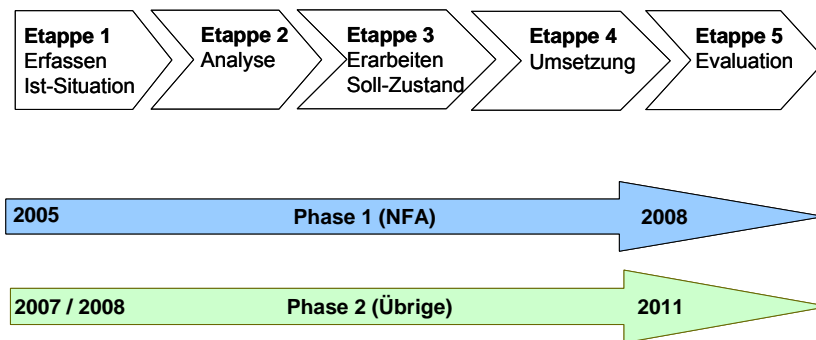 Etappe 1
Erfassen
Ist-Situation
Etappe 2
Analyse
Etappe 3
Erarbeiten
Soll-Zustand
Etappe 4
Umsetzung
Etappe 5
Evaluation
2005 Phase 1 (NFA) 2008
2007 / 2008 Phase 2 (Übrige) 2011